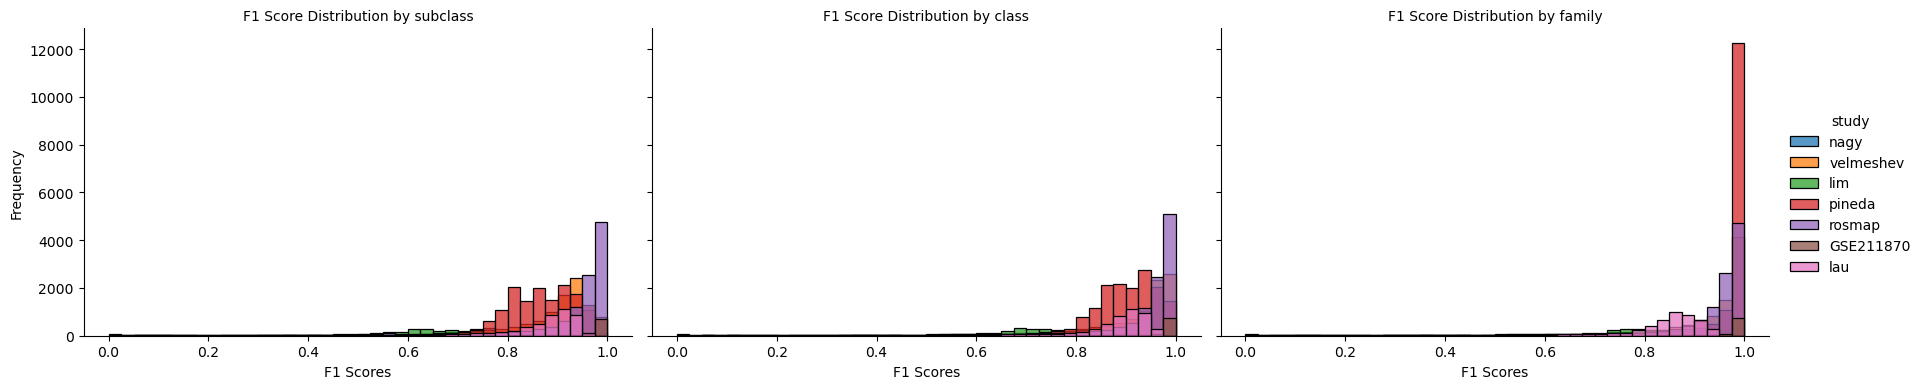 F1 Score Distribution by subclass
F1 Score Distribution by class
F1 Score Distribution by family
Frequency
12000
10000
8000
6000
4000
2000
0
0.0 0.2 0.4 0.6 0.8 1.0
0.0 0.2 0.4 0.6 0.8 1.0
0.0 0.2 0.4 0.6 0.8 1.0
F1 Scores
F1 Scores
F1 Scores
study
nagy
velmeshev
lim
pineda
rosmap
GSE211870
lau